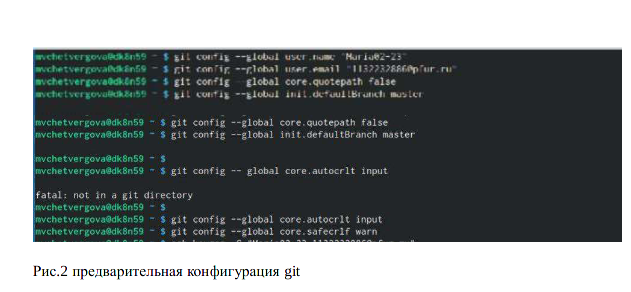 mvchetvergova@dk8n59 ~ $ git config --global user.name "Maria02-23"
mvchetvergova@dk8n59 ~ $ git config --global user.email "1132232886@pfur.ru"
mvchetvergova@dk8n59 ~ $ git config --global core.quotepath false
mvchetvergova@dk8n59 ~ $ git config --global init.defaultBranch master
mvchetvergova@dk8n59 ~ $ git config --global core.quotepath false
mvchetvergova@dk8n59 ~ $ git config --global init.defaultBranch master
mvchetvergova@dk8n59 ~ $
mvchetvergova@dk8n59 ~ $ git config -- global core.autocrlt input
fatal: not in a git directory
mvchetvergova@dk8n59 ~ $
mvchetvergova@dk8n59 ~ $ git config --global core.autocrlt input
mvchetvergova@dk8n59 ~ $ git config --global core.safecrlf warn
Рис.2 предварительная конфигурация git